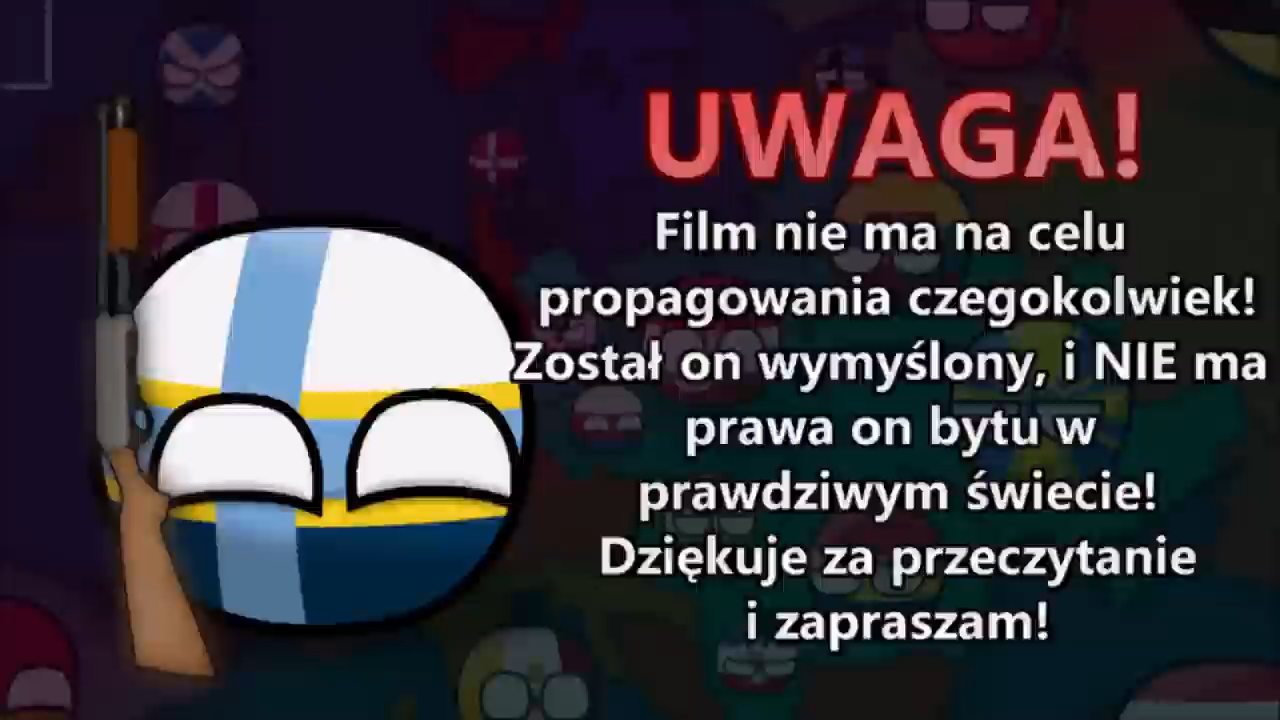 UWAGA!
Film nie ma na celu
propagowania czegokolwiek!
Został on wymyślony, i NIE ma
prawa on bytu w
prawdziwym świecie!
Dziękuje za przeczytanie
i zapraszam!